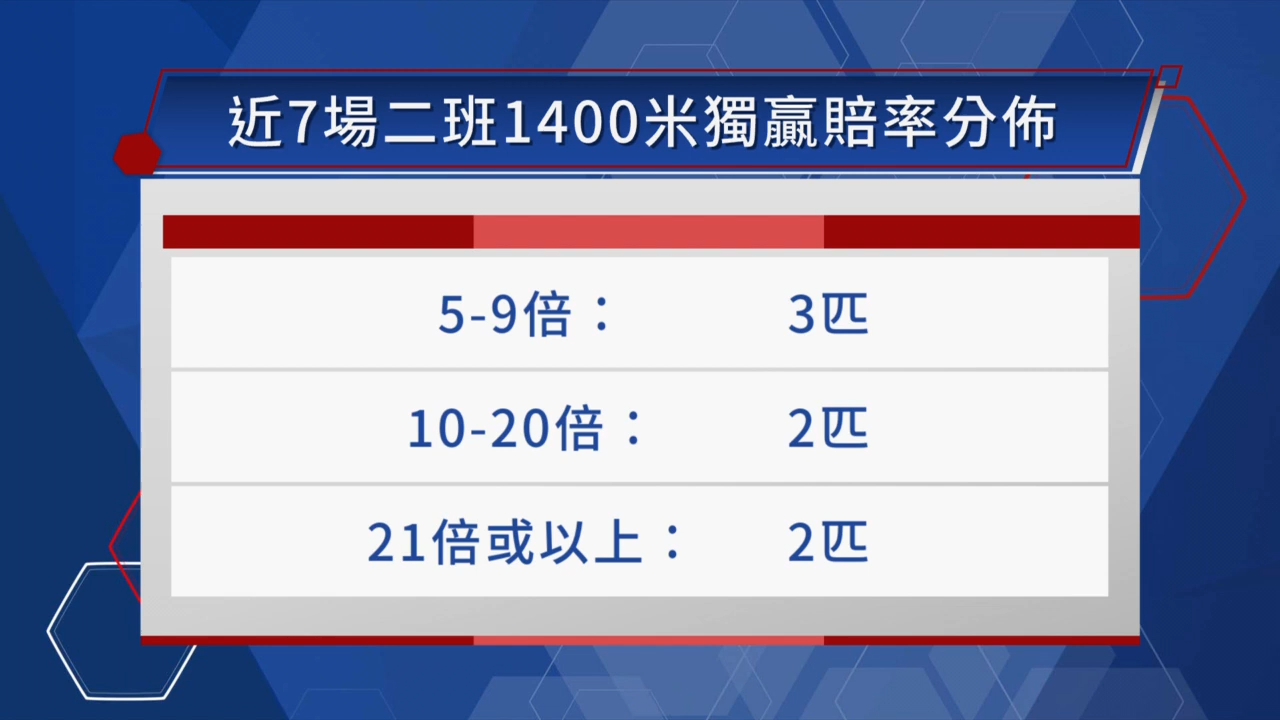 近7場二班1400米獨贏賠率分佈
5-9倍： 3匹
10-20倍： 2匹
21倍或以上： 2匹